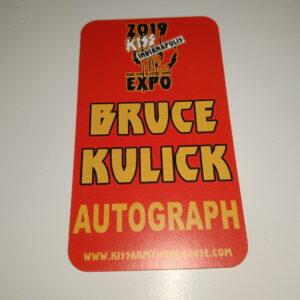 2019
KISS
INDIANAPOLIS
EXPO
BRUCE
KULICK
AUTOGRAPH
WWW.KISSARMYWAREHOUSE.COM